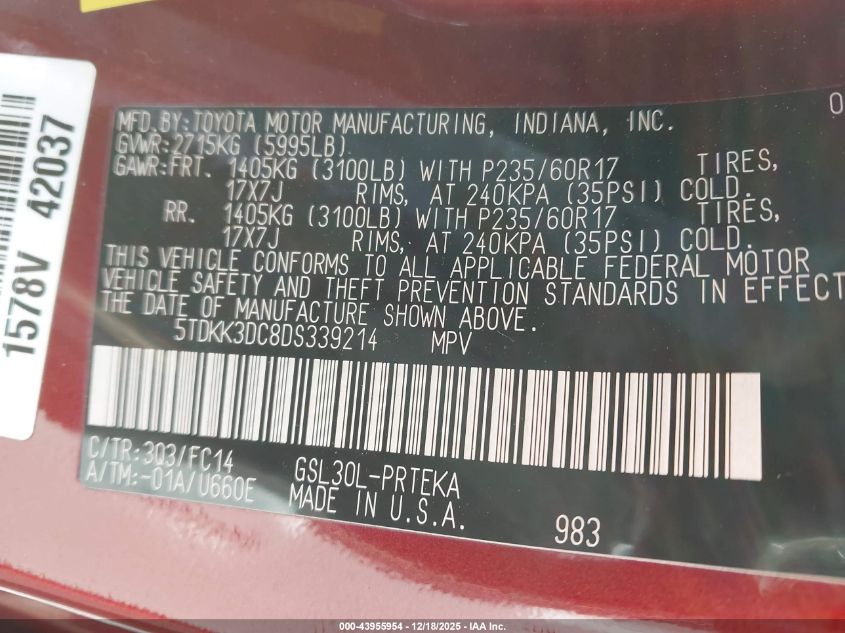 1578V 42037
0
MFD.BY:TOYOTA MOTOR MANUFACTURING, INDIANA, INC.
GVWR:2715KG (5995LB).
GAWR:FRT. 1405KG (3100LB) WITH P235/60R17 TIRES,
17X7J RIMS, AT 240KPA (35PSI) COLD.
RR. 1405KG (3100LB) WITH P235/60R17 TIRES,
17X7J RIMS, AT 240KPA (35PSI) COLD.
THIS VEHICLE CONFORMS TO ALL APPLICABLE FEDERAL MOTOR
VEHICLE SAFETY AND THEFT PREVENTION STANDARDS IN EFFECT
THE DATE OF MANUFACTURE SHOWN ABOVE.
5TDKK3DC8DS339214 MPV
C/TR:3Q3/FC14
A/TM:-01A/U660E
GSL30L-PRTEKA
MADE IN U.S.A.
983
000-43955954 – 12/18/2025 – IAA Inc.